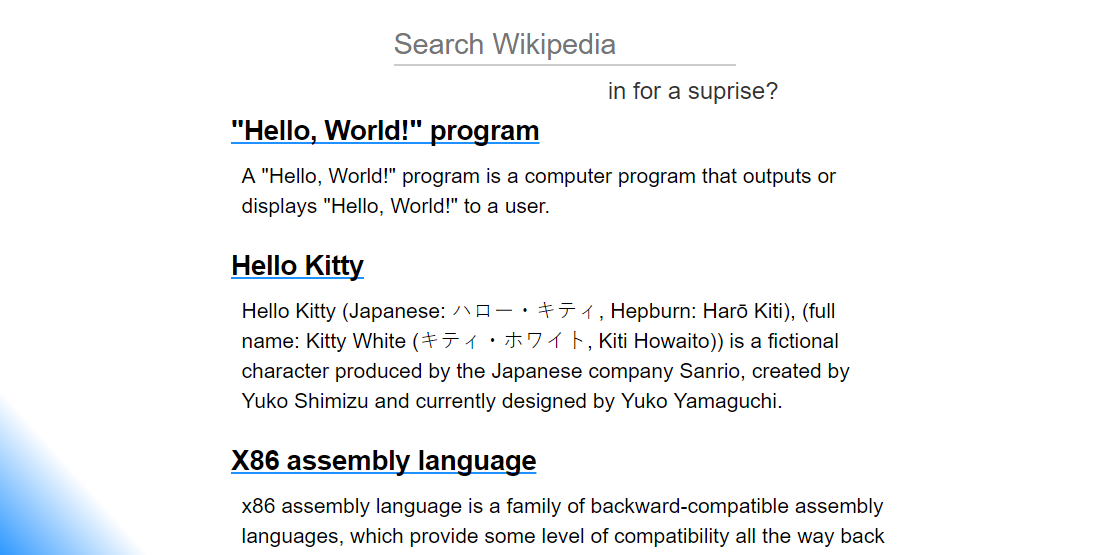 Search Wikipedia
in for a suprise?
"Hello, World!" program
A "Hello, World!" program is a computer program that outputs or
displays "Hello, World!" to a user.
Hello Kitty
Hello Kitty (Japanese: ハロー・キティ, Hepburn: Harō Kiti), (full
name: Kitty White (キティ・ホワイト, Kiti Howaito)) is a fictional
character produced by the Japanese company Sanrio, created by
Yuko Shimizu and currently designed by Yuko Yamaguchi.
X86 assembly language
x86 assembly language is a family of backward-compatible assembly
languages, which provide some level of compatibility all the way back